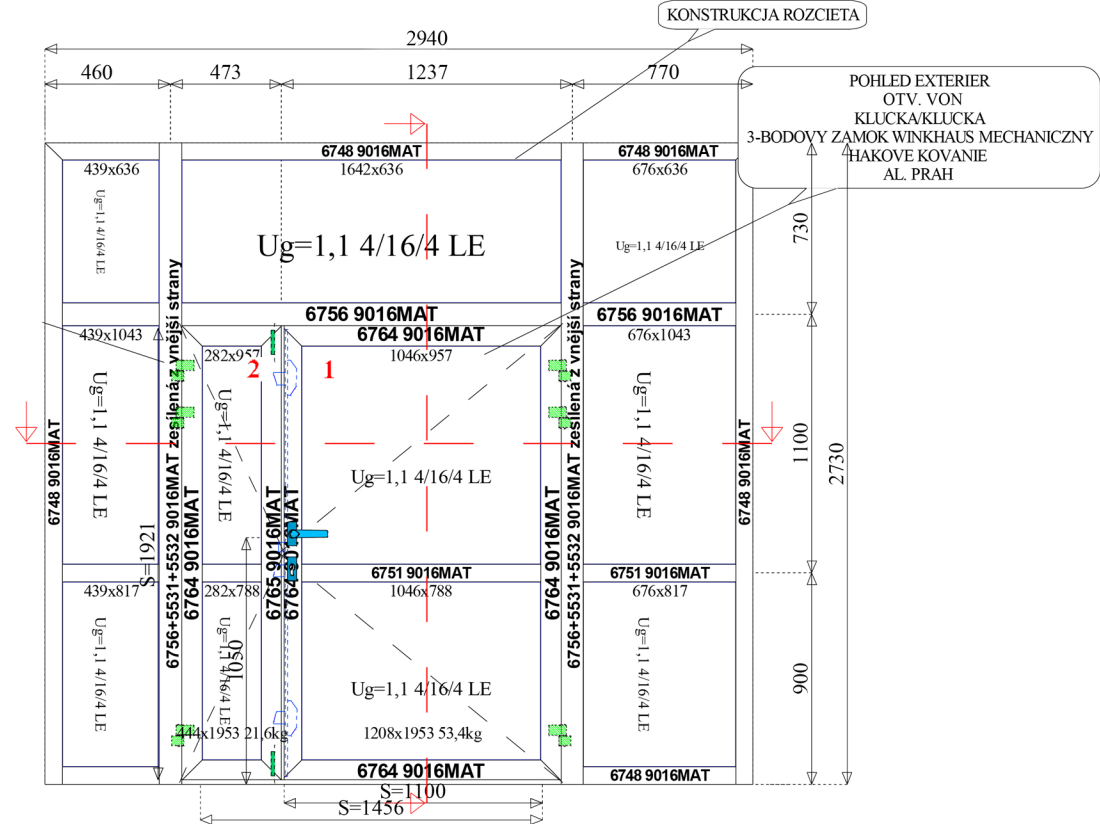 KONSTRUKCJA ROZCIETA
2940
460
473
1237
770
POHLED EXTERIER
OTV. VON
KLUCKA/KLUCKA
3-BODOVY ZAMOK WINKHAUS MECHANICZNY
HAKOVE KOVANIE
AL. PRAH
6748 9016MAT
6748 9016MAT
439x636
1642x636
676x636
Ug=1,1 4/16/4 LE
Ug=1,1 4/16/4 LE
Ug=1,1 4/16/4 LE
730
6756 9016MAT
6756 9016MAT
6764 9016MAT
439x1043
282x957
1046x957
676x1043
2
1
Ug=1,1 4/16/4 LE
Ug=1,1 4/16/4 LE
Ug=1,1 4/16/4 LE
Ug=1,1 4/16/4 LE
1100
2730
6748 9016MAT
6756+5531+5532 9016MAT zesílená z vnější strany
6764 9016MAT
6765 9016MAT
6764 9016MAT
6764 9016MAT
6756+5531+5532 9016MAT zesílená z vnější strany
6748 9016MAT
S=1921
6751 9016MAT
6751 9016MAT
439x817
282x788
1046x788
676x817
Ug=1,1 4/16/4 LE
Ug=1,1 4/16/4 LE
1050
Ug=1,1 4/16/4 LE
Ug=1,1 4/16/4 LE
900
444x1953 21,6kg
1208x1953 53,4kg
6764 9016MAT
6748 9016MAT
S=1100
S=1456